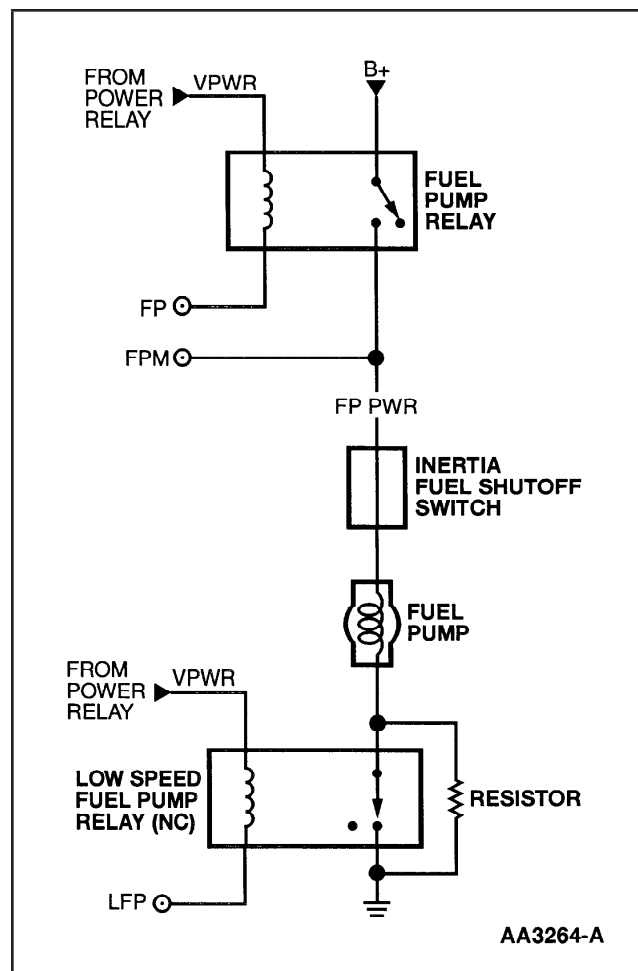 FROM
POWER
RELAY
VPWR
B+
FUEL
PUMP
RELAY
FP
FPM
FP PWR
INERTIA
FUEL SHUTOFF
SWITCH
FUEL
PUMP
FROM
POWER
RELAY
VPWR
LOW SPEED
FUEL PUMP
RELAY (NC)
RESISTOR
LFP
AA3264-A